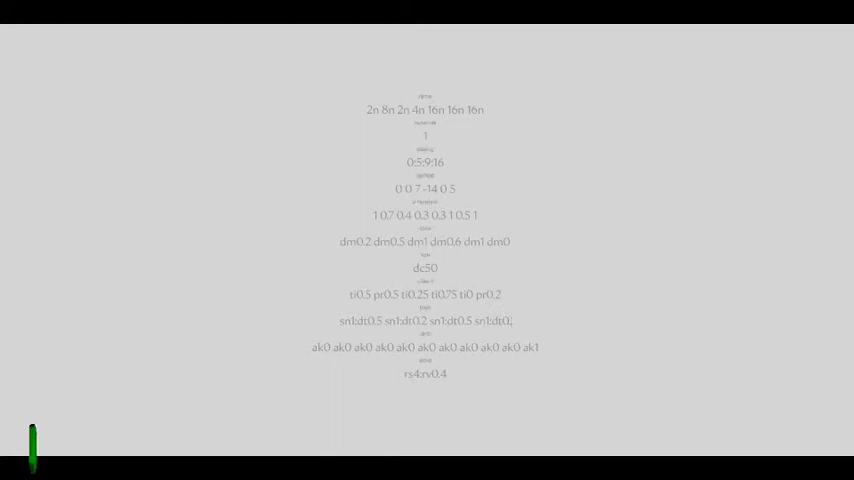 2n 8n 2n 4n 16n 16n 16n
1
0:5:9:16
0 0 7 -14 0 5
1 0.7 0.4 0.3 0.3 1 0.5 1
dm0.2 dm0.5 dm1 dm0.6 dm1 dm0
dc50
ti0.5 pr0.5 ti0.25 ti0.75 ti0 pr0.2
sn1:dt0.5 sn1:dt0.2 sn1:dt0.5 sn1:dt0.
ak0 ak0 ak0 ak0 ak0 ak0 ak0 ak0 ak0 ak0 ak1
rs4:rv0.4